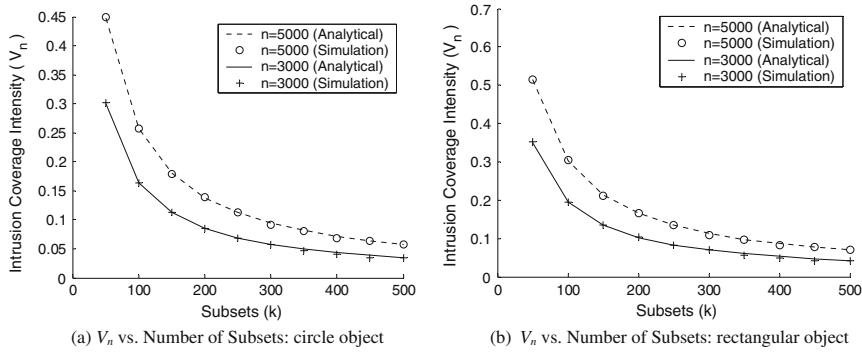 0.45
0.4
0.35
0.3
0.25
0.2
0.15
0.1
0.05
0
Intrusion Coverage Intensity (Vn)
n=5000 (Analytical)
n=5000 (Simulation)
n=3000 (Analytical)
n=3000 (Simulation)
0 100 200 300 400 500
Subsets (k)
(a) Vn vs. Number of Subsets: circle object
0.7
0.6
0.5
0.4
0.3
0.2
0.1
0.0
Intrusion Coverage Intensity (Vn)
n=5000 (Analytical)
n=5000 (Simulation)
n=3000 (Analytical)
n=3000 (Simulation)
0 100 200 300 400 500
Subsets (k)
(b) Vn vs. Number of Subsets: rectangular object